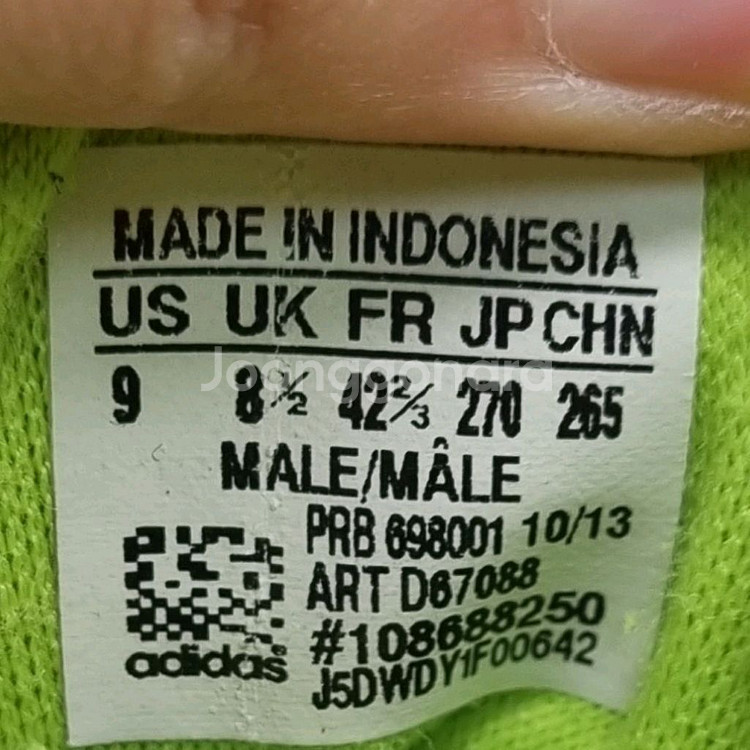 MADE IN INDONESIA
US UK FR JP CHN
Joonggonara
9 8½ 42⅔ 270 265
MALE/MÂLE
PRB 698001 10/13
ART D67088
#108688250
adidas®
J5DWDY1F00642